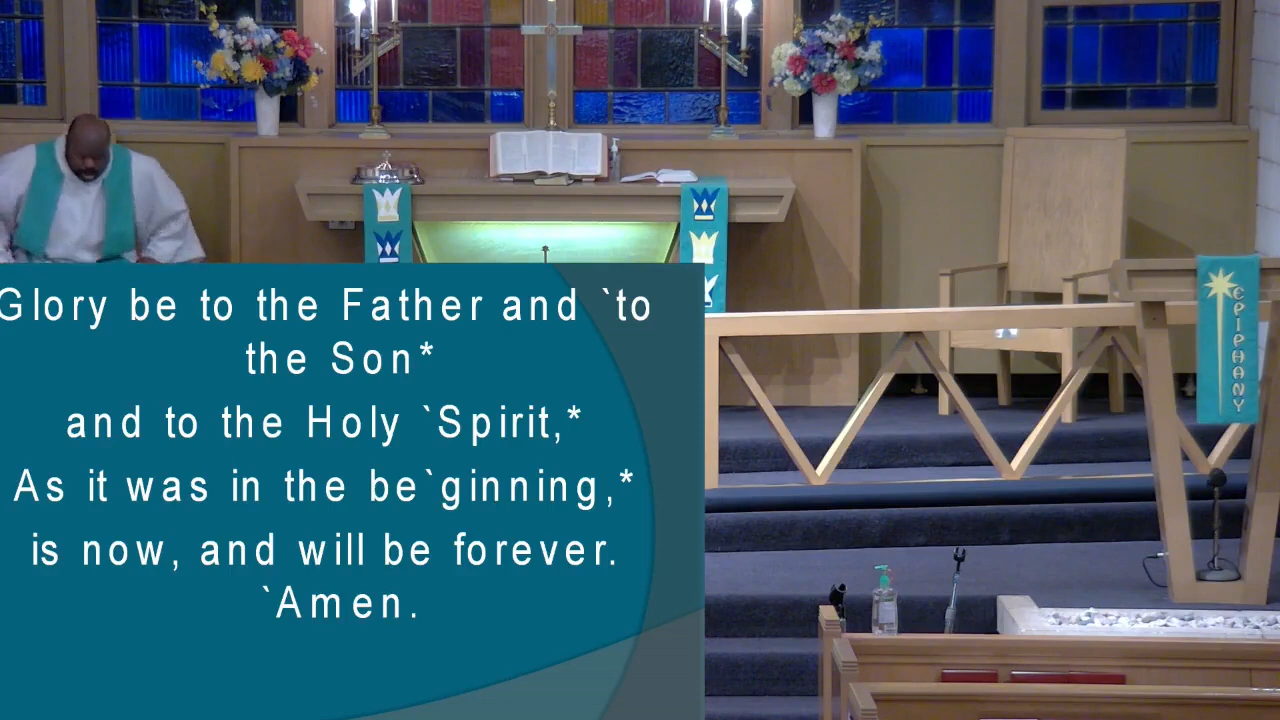 Glory be to the Father and `to
the Son*
and to the Holy `Spirit,*
As it was in the be`ginning,*
is now, and will be forever.
`Amen.
EPIPHANY